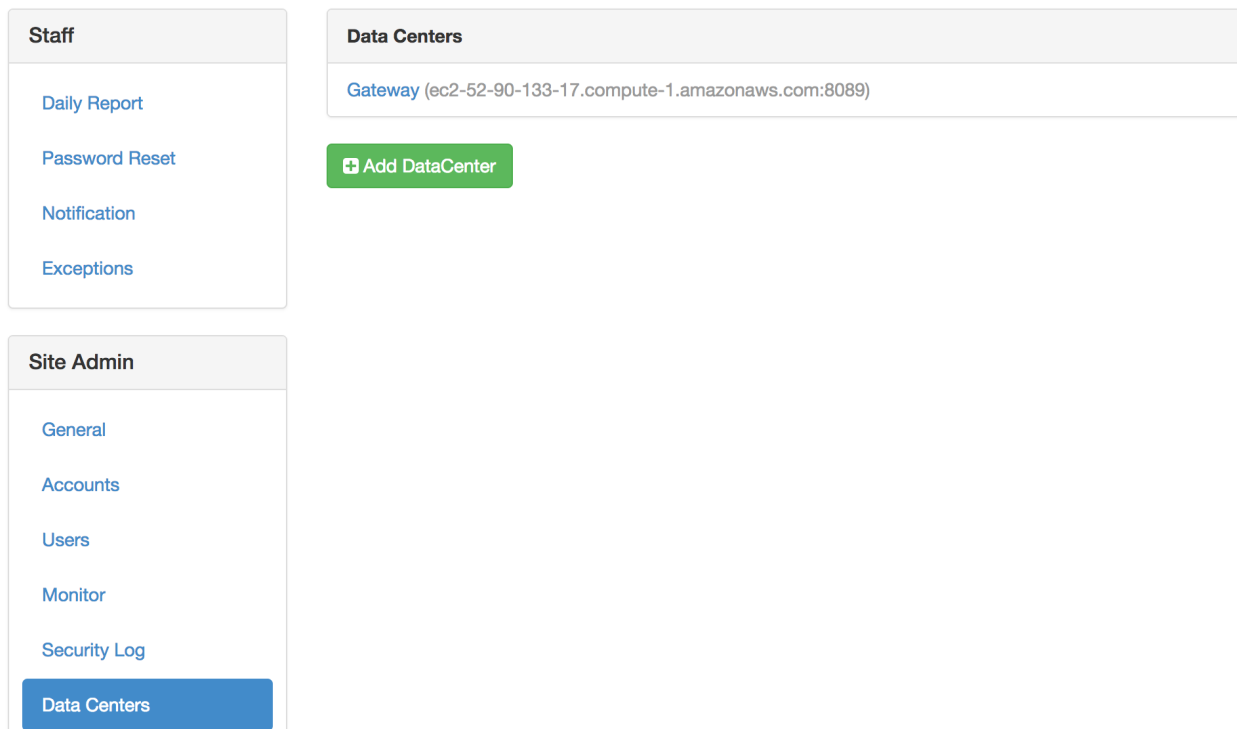 Staff
Daily Report
Password Reset
Notification
Exceptions
Site Admin
General
Accounts
Users
Monitor
Security Log
Data Centers
Data Centers
Gateway (ec2-52-90-133-17.compute-1.amazonaws.com:8089)
Add DataCenter